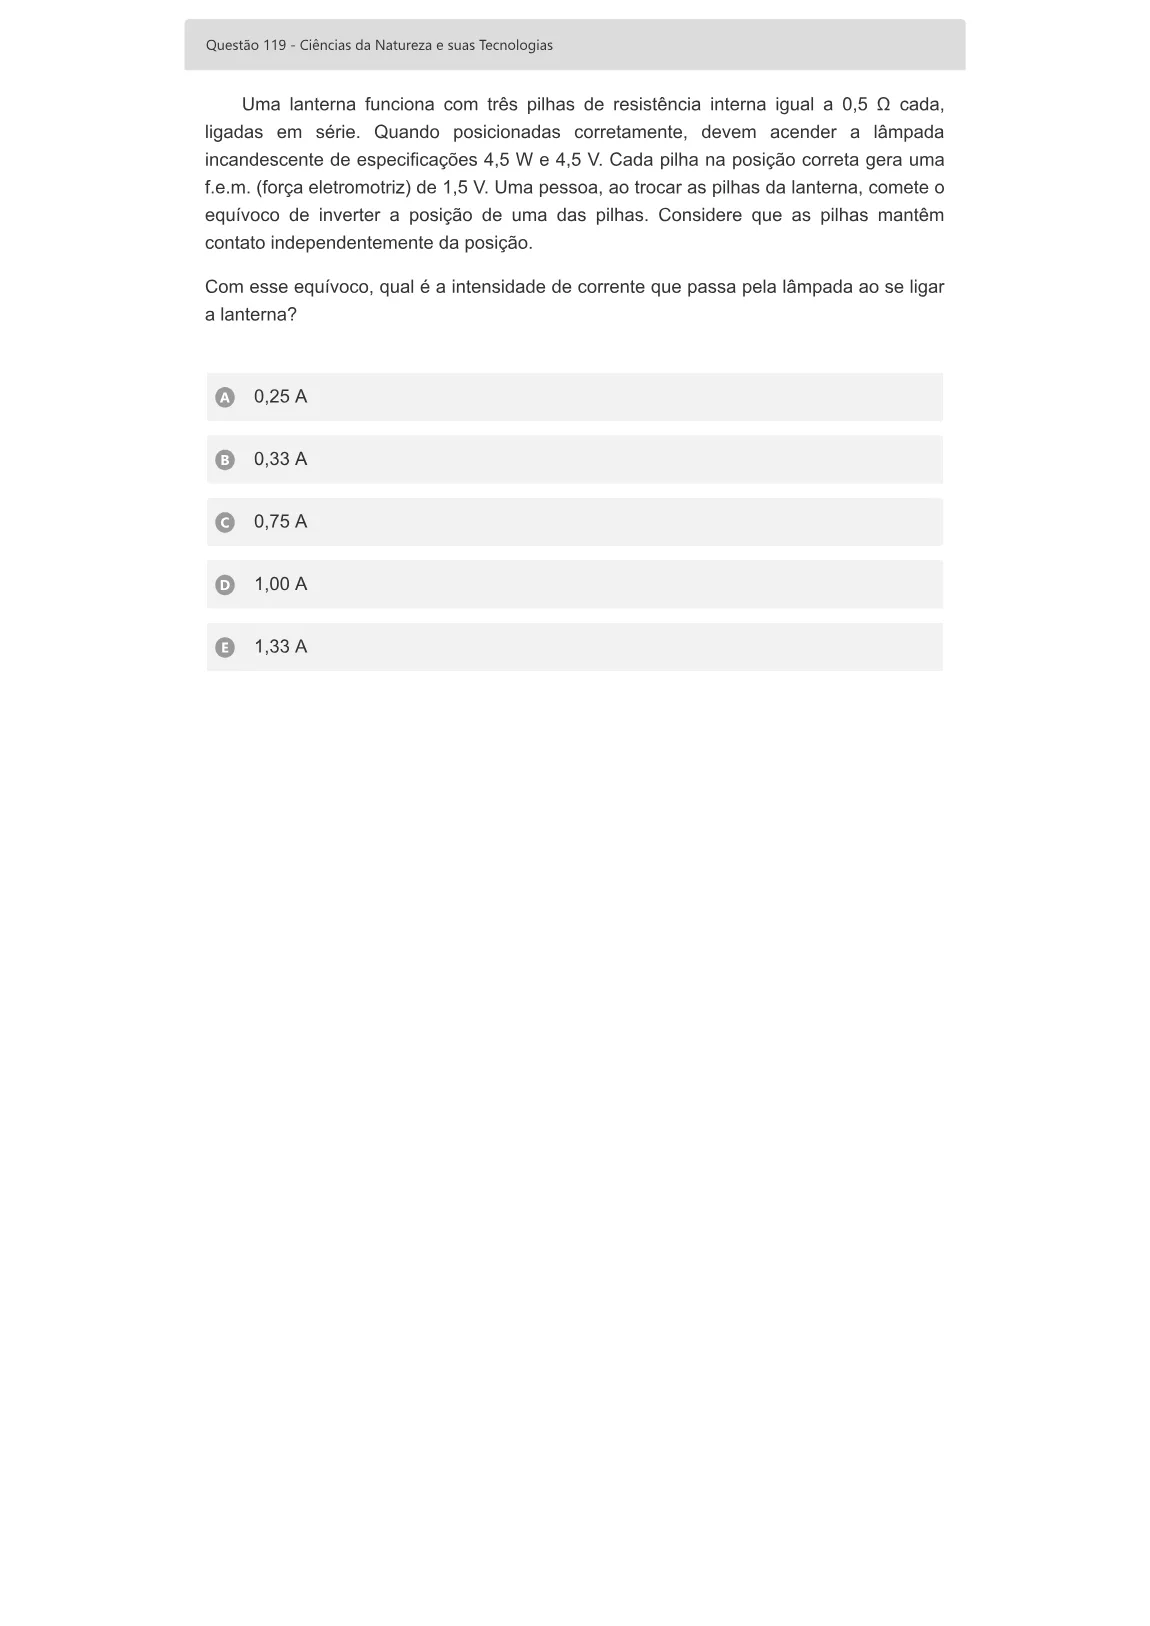 Questão 119 - Ciências da Natureza e suas Tecnologias
Uma lanterna funciona com três pilhas de resistência interna igual a 0,5 Ω cada,
ligadas em série. Quando posicionadas corretamente, devem acender a lâmpada
incandescente de especificações 4,5 W e 4,5 V. Cada pilha na posição correta gera uma
f.e.m. (força eletromotriz) de 1,5 V. Uma pessoa, ao trocar as pilhas da lanterna, comete o
equívoco de inverter a posição de uma das pilhas. Considere que as pilhas mantêm
contato independentemente da posição.
Com esse equívoco, qual é a intensidade de corrente que passa pela lâmpada ao se ligar
a lanterna?
A 0,25 A
B 0,33 A
C 0,75 A
D 1,00 A
E 1,33 A